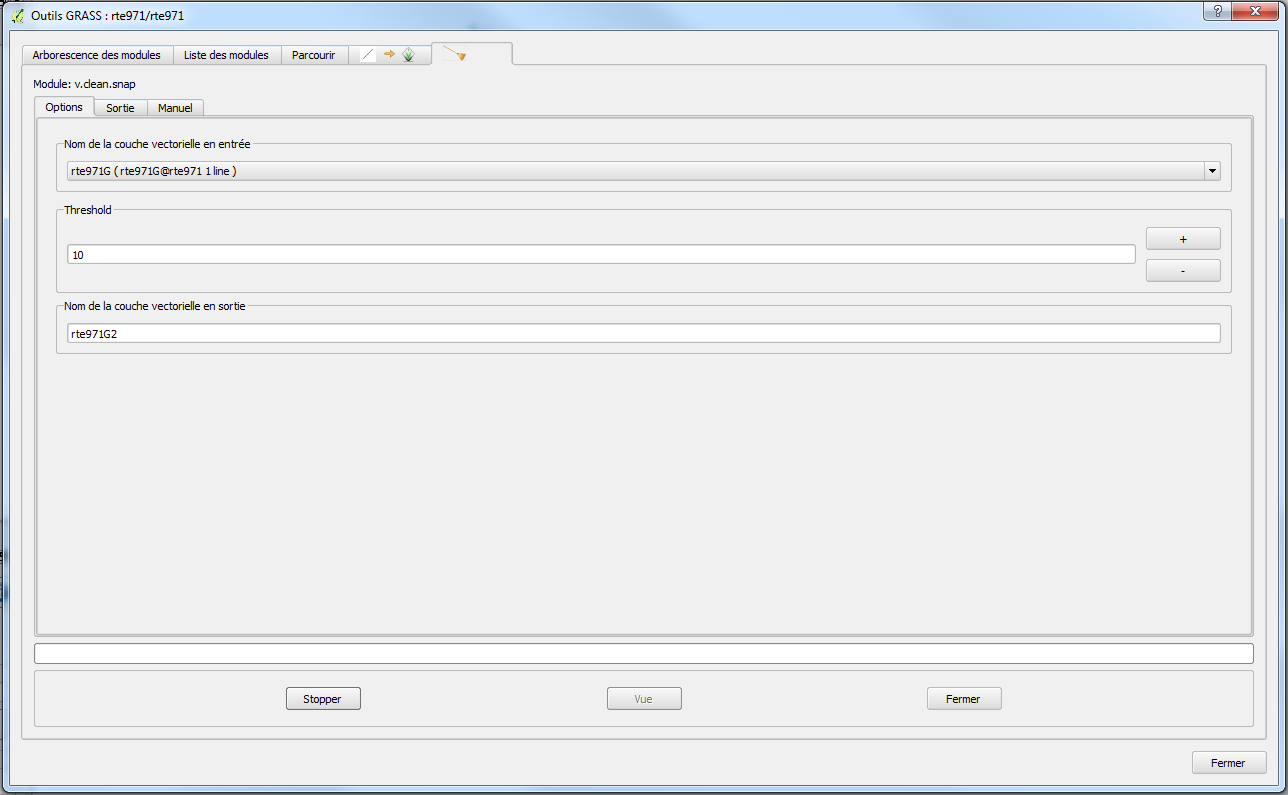 Outils GRASS : rte971/rte971
Arborescence des modules
Liste des modules
Parcourir
Module: v.clean.snap
Options
Sortie
Manuel
Nom de la couche vectorielle en entrée
rte971G ( rte971G@rte971 1 line )
Threshold
10
+
-
Nom de la couche vectorielle en sortie
rte971G2
Stopper
Vue
Fermer
Fermer